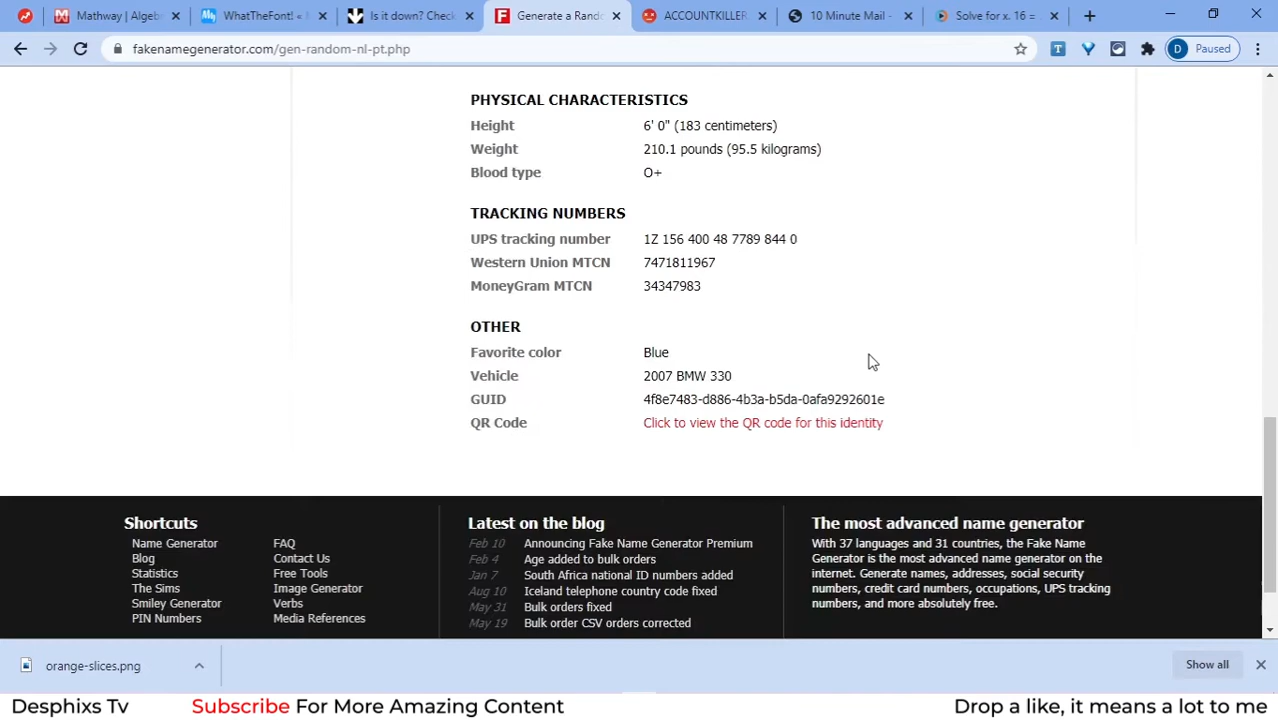 Mathway | Algeb
WhatTheFont! «
Is it down? Check
Generate a Rand
ACCOUNTKILLER
10 Minute Mail -
Solve for x. 16 =
fakenamegenerator.com/gen-random-nl-pt.php
D Paused
PHYSICAL CHARACTERISTICS
Height 6' 0" (183 centimeters)
Weight 210.1 pounds (95.5 kilograms)
Blood type O+
TRACKING NUMBERS
UPS tracking number 1Z 156 400 48 7789 844 0
Western Union MTCN 7471811967
MoneyGram MTCN 34347983
OTHER
Favorite color Blue
Vehicle 2007 BMW 330
GUID 4f8e7483-d886-4b3a-b5da-0afa9292601e
QR Code Click to view the QR code for this identity
Shortcuts
Name Generator FAQ
Blog Contact Us
Statistics Free Tools
The Sims Image Generator
Smiley Generator Verbs
PIN Numbers Media References
Latest on the blog
Feb 10 Announcing Fake Name Generator Premium
Feb 4 Age added to bulk orders
Jan 7 South Africa national ID numbers added
Aug 10 Iceland telephone country code fixed
May 31 Bulk orders fixed
May 19 Bulk order CSV orders corrected
The most advanced name generator
With 37 languages and 31 countries, the Fake Name
Generator is the most advanced name generator on the
internet. Generate names, addresses, social security
numbers, credit card numbers, occupations, UPS tracking
numbers, and more absolutely free.
orange-slices.png
Show all
Desphixs Tv Subscribe For More Amazing Content Drop a like, it means a lot to me